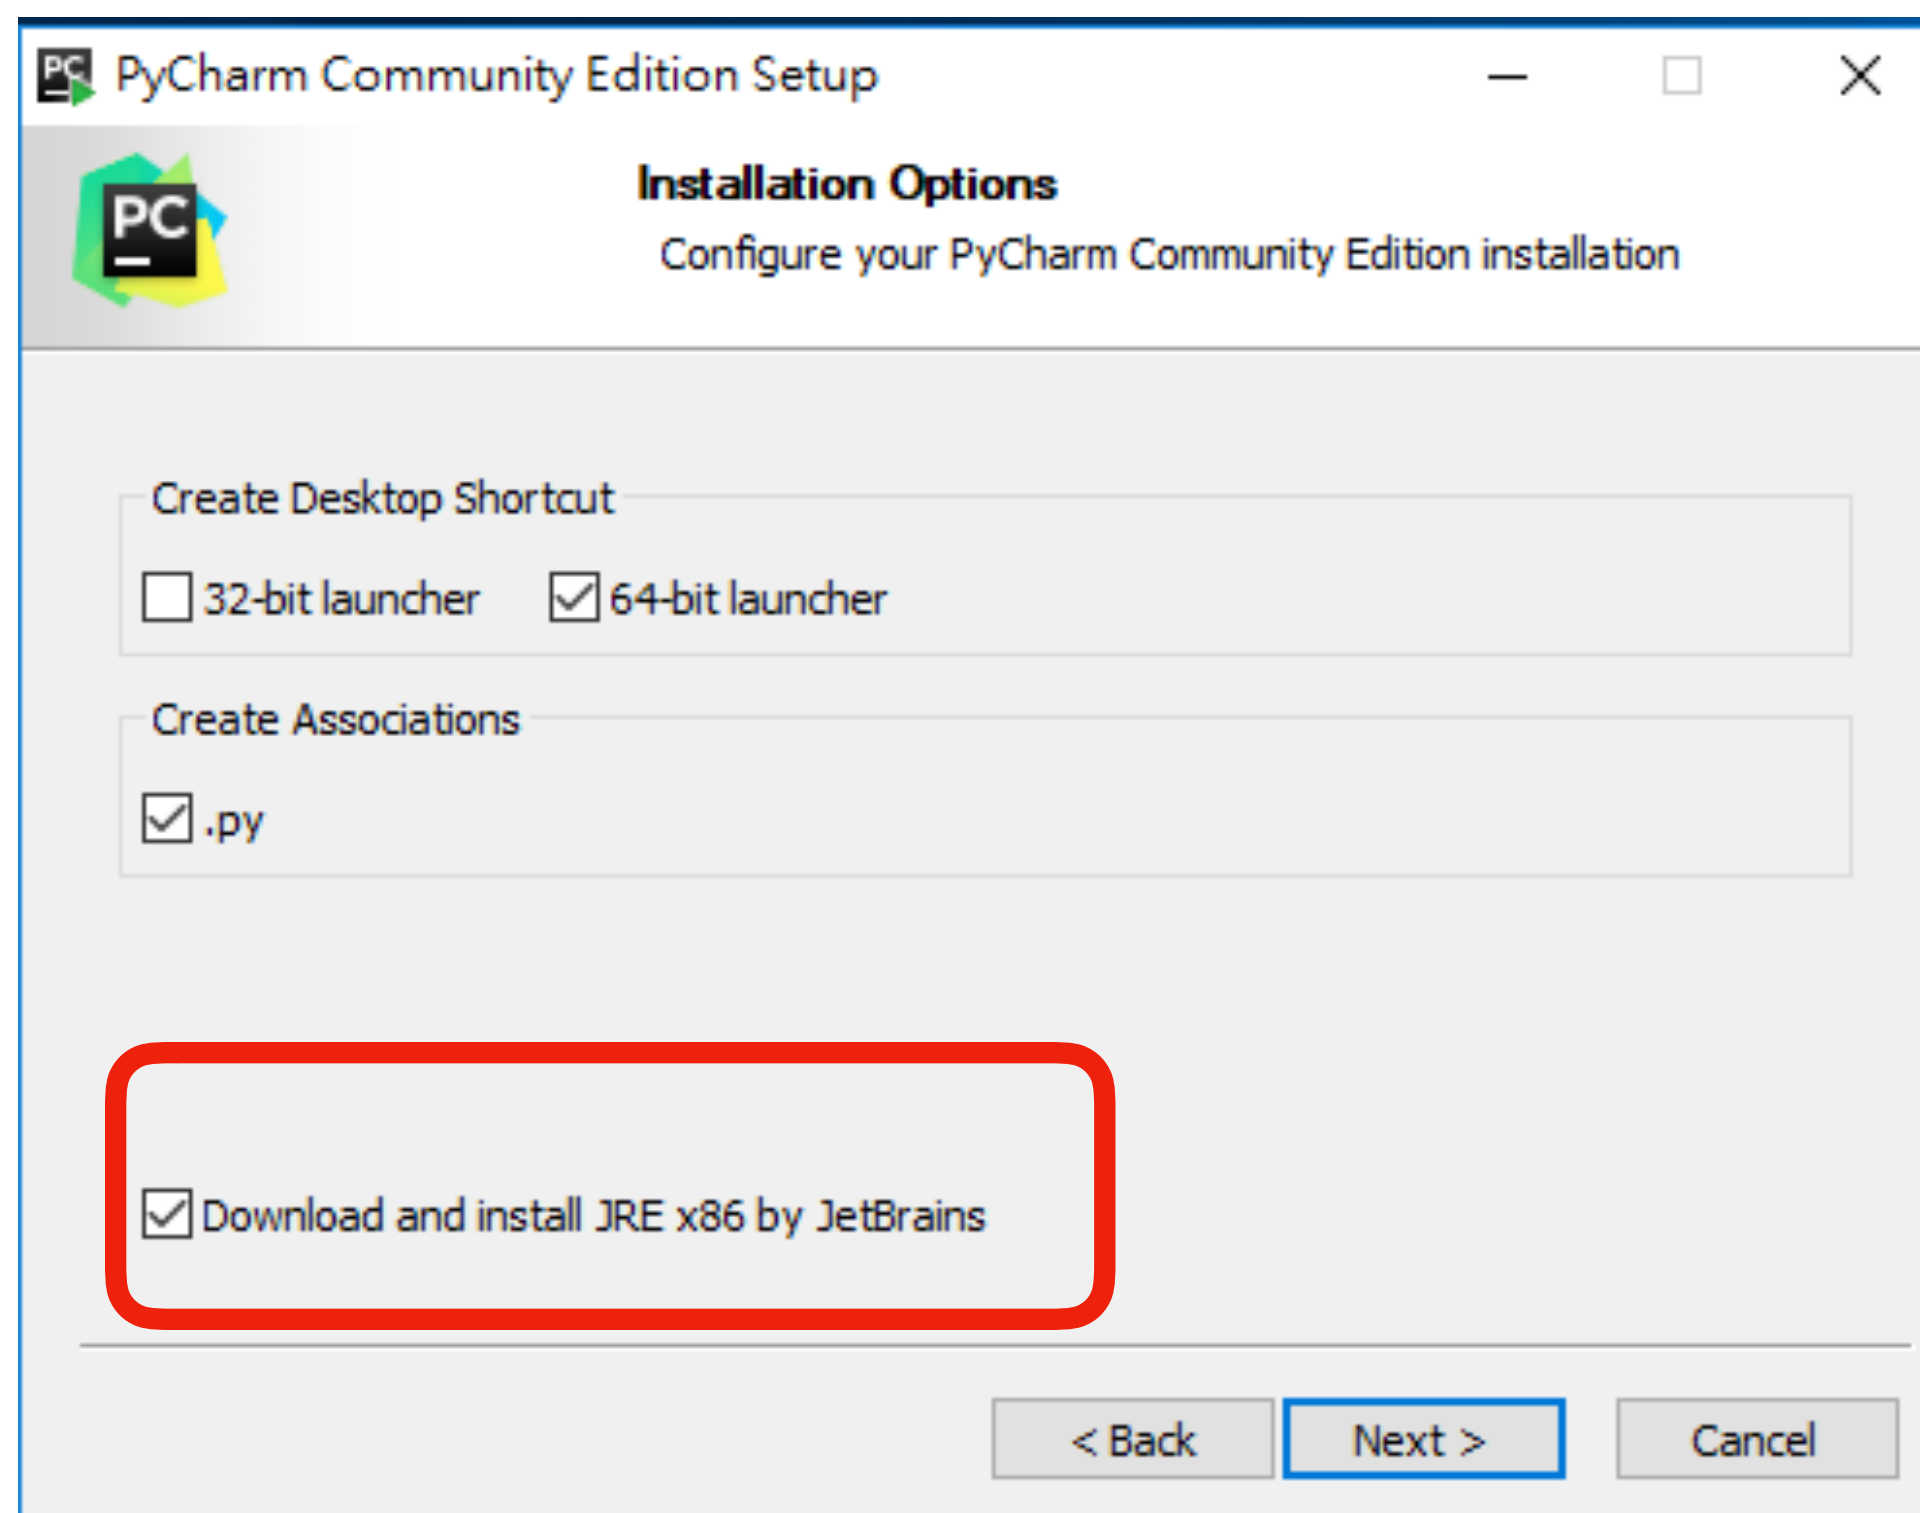 PyCharm Community Edition Setup
PC
Installation Options
Configure your PyCharm Community Edition installation
Create Desktop Shortcut
32-bit launcher 64-bit launcher
Create Associations
.py
Download and install JRE x86 by JetBrains
< Back Next > Cancel